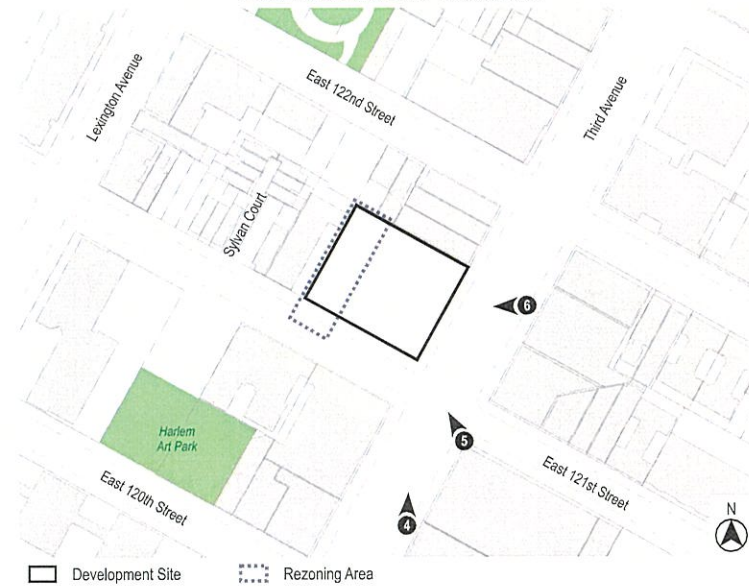 Lexington Avenue
East 122nd Street
Third Avenue
Sylvan Court
6
Harlem
Art Park
5
East 121st Street
East 120th Street
4
N
Development Site
Rezoning Area